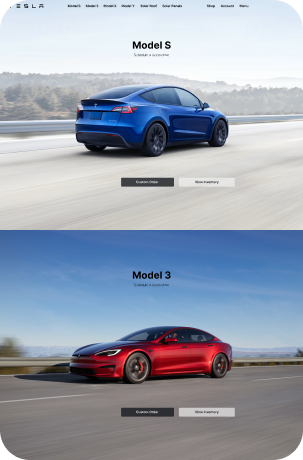 TESLA
Model S Model 3 Model X Model Y Solar Roof Solar Panels Shop Account Menu
Model S
Schedule a test drive
Custom Order View Inventory
Model 3
Schedule a test drive
Custom Order View Inventory